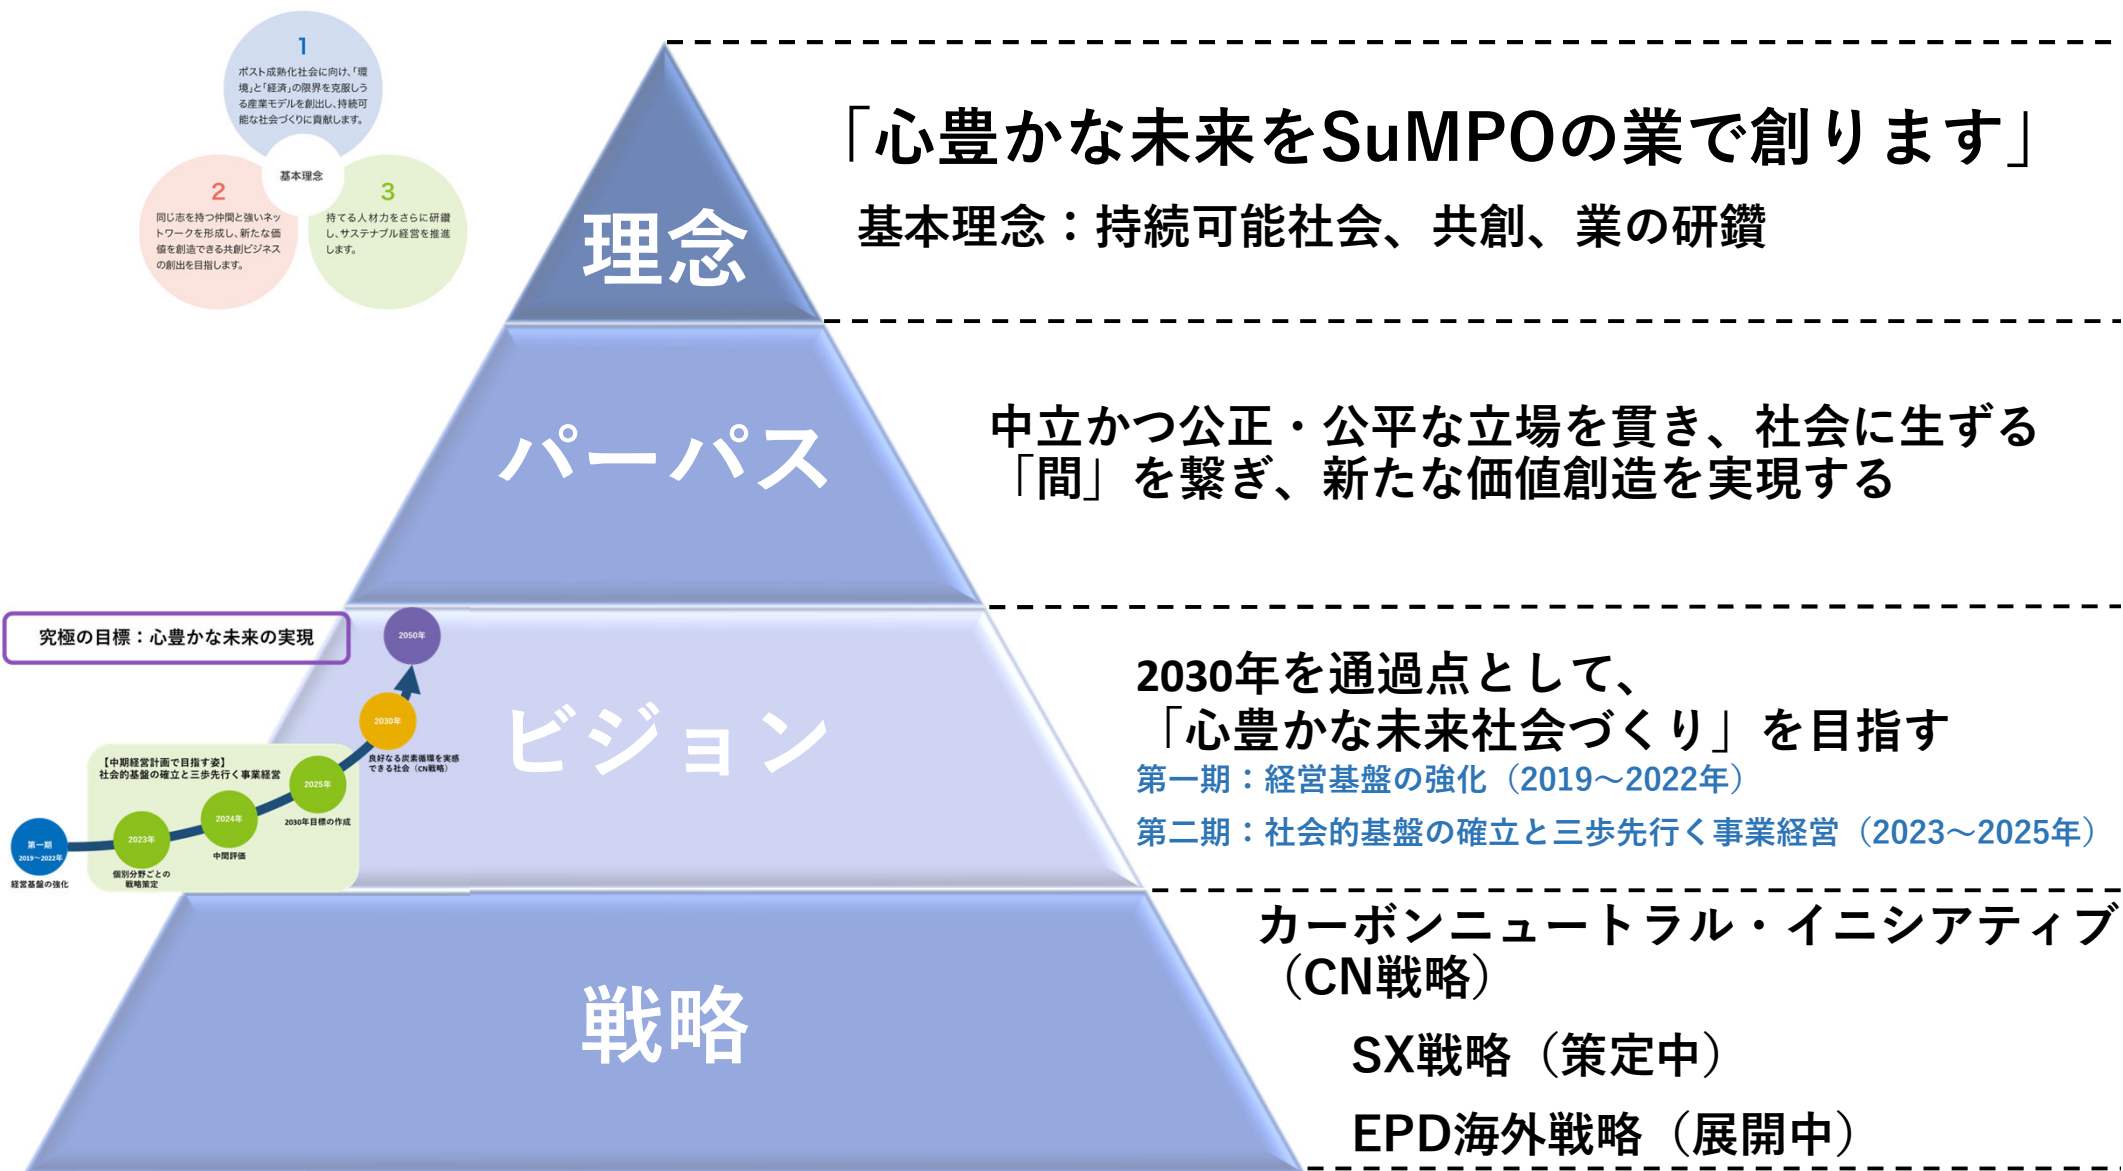 1
ポスト成熟化社会に向け、「環
境」と「経済」の限界を克服しう
る産業モデルを創出し、持続可
能な社会づくりに貢献します。
基本理念
2
同じ志を持つ仲間と強いネッ
トワークを形成し、新たな価
値を創造できる共創ビジネス
の創出を目指します。
3
持てる人材力をさらに研鑽
し、サステナブル経営を推進
します。
理念
「心豊かな未来をSuMPOの業で創ります」
基本理念：持続可能社会、共創、業の研鑽
パーパス
中立かつ公正・公平な立場を貫き、社会に生ずる
「間」を繋ぎ、新たな価値創造を実現する
究極の目標：心豊かな未来の実現
2050年
2030年
良好なる炭素循環を実感
できる社会（CN戦略）
【中期経営計画で目指す姿】
社会的基盤の確立と三歩先行く事業経営
2025年
2030年目標の作成
2024年
中間評価
2023年
個別分野ごとの
戦略策定
第一期
2019～2022年
経営基盤の強化
ビジョン
2030年を通過点として、
「心豊かな未来社会づくり」を目指す
第一期：経営基盤の強化（2019～2022年）
第二期：社会的基盤の確立と三歩先行く事業経営（2023～2025年）
戦略
カーボンニュートラル・イニシアティブ
（CN戦略）
SX戦略（策定中）
EPD海外戦略（展開中）